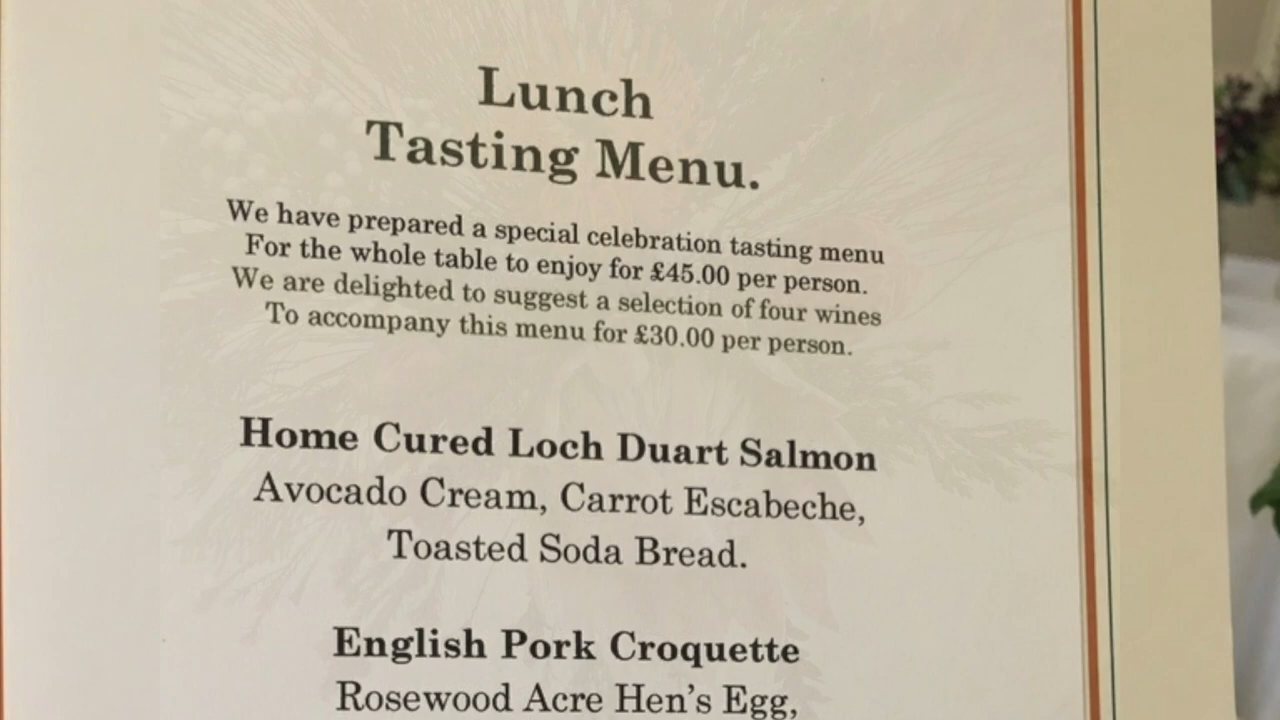 Lunch
Tasting Menu.
We have prepared a special celebration tasting menu
For the whole table to enjoy for £45.00 per person.
We are delighted to suggest a selection of four wines
To accompany this menu for £30.00 per person.
Home Cured Loch Duart Salmon
Avocado Cream, Carrot Escabeche,
Toasted Soda Bread.
English Pork Croquette
Rosewood Acre Hen's Egg,